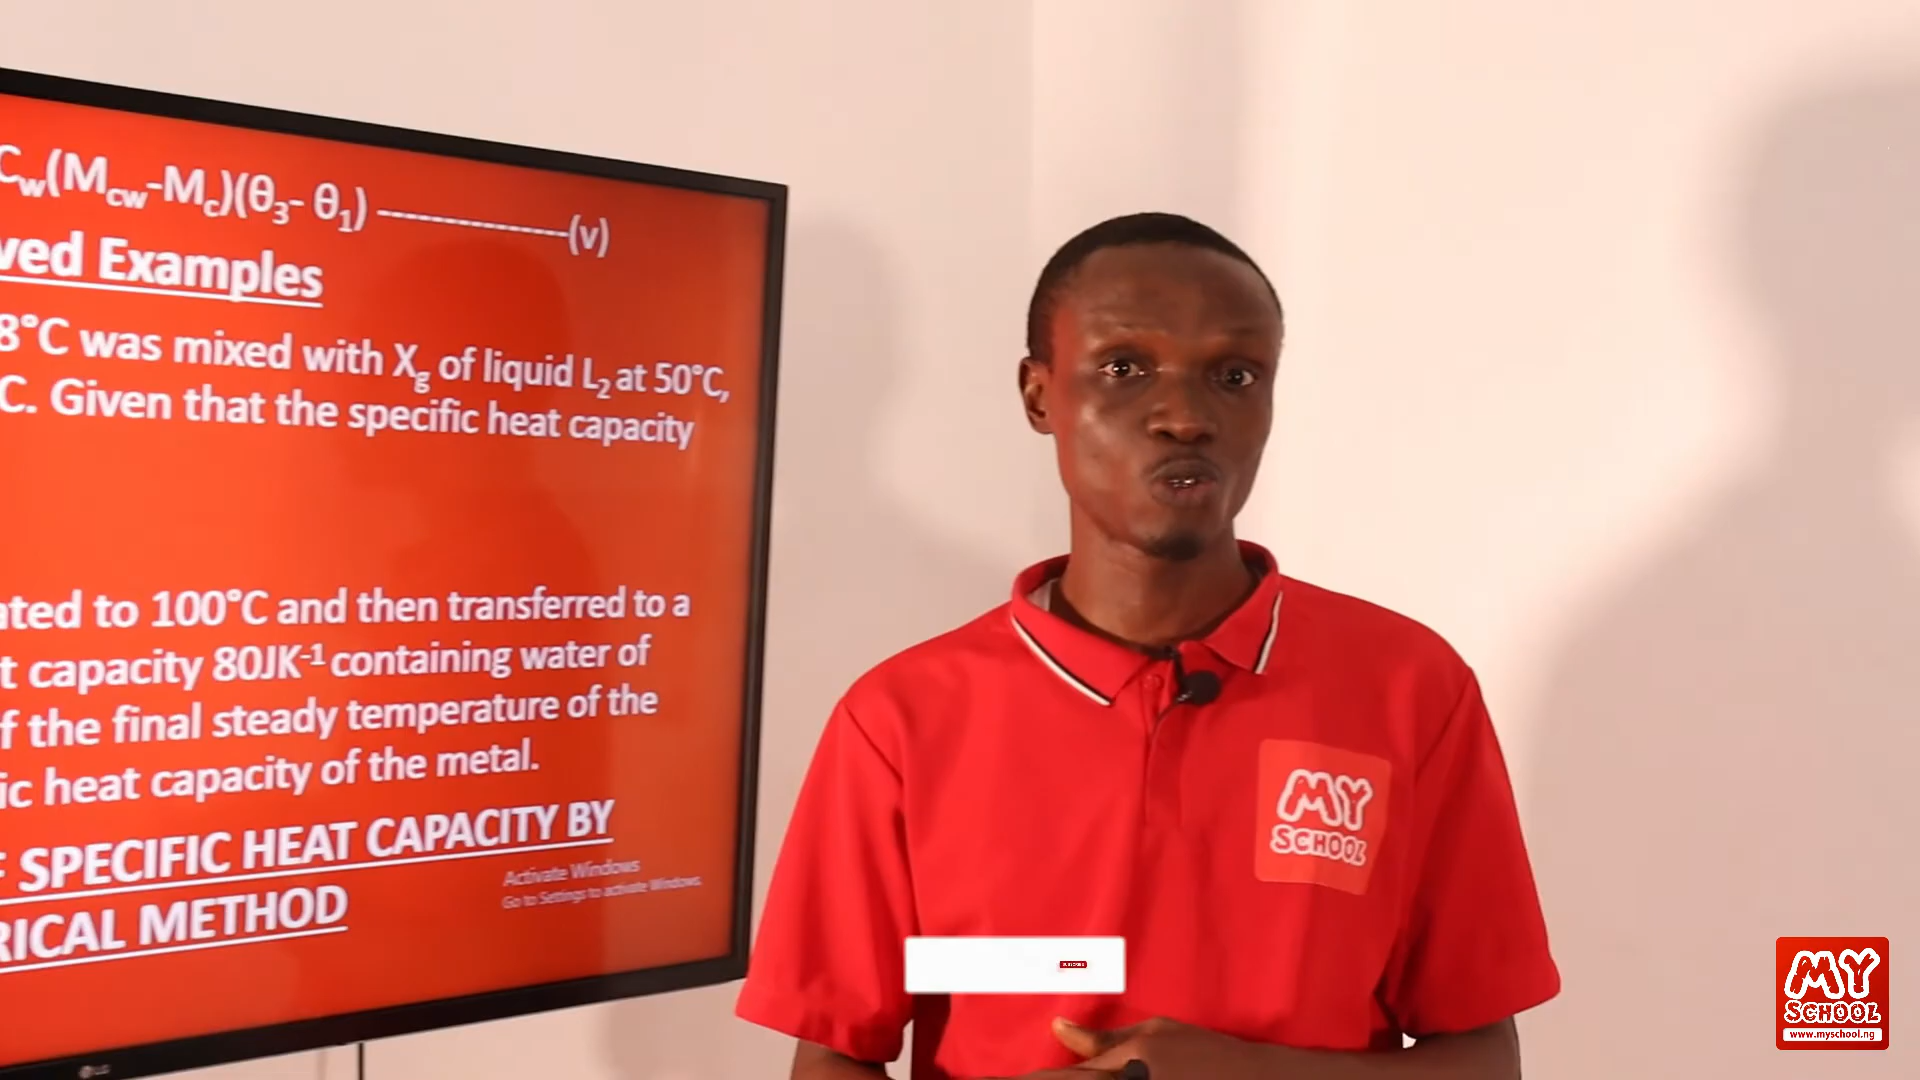 Cw(Mcw-Mc)(θ3- θ1) ------------(v)
ved Examples
8°C was mixed with Xg of liquid L2 at 50°C,
C. Given that the specific heat capacity
ated to 100°C and then transferred to a
t capacity 80JK-1 containing water of
f the final steady temperature of the
ic heat capacity of the metal.
F SPECIFIC HEAT CAPACITY BY
RICAL METHOD
Activate Windows
Go to Settings to activate Windows.
LG
MY
SCHOOL
SUBSCRIBE
MY
SCHOOL
www.myschool.ng